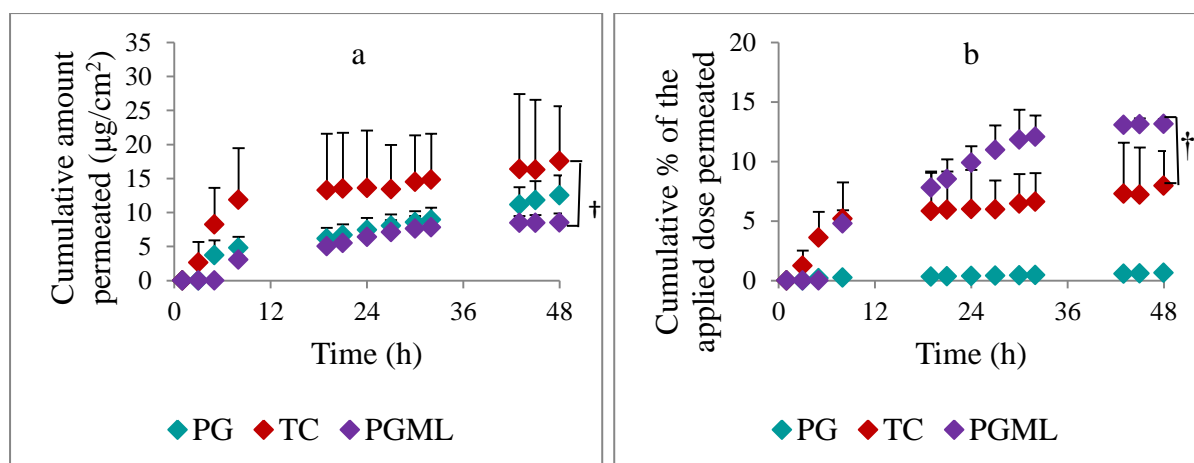 a
Cumulative amount
permeated (µg/cm²)
35
30
25
20
15
10
5
0
†
0 12 24 36 48
Time (h)
PG TC PGML
b
Cumulative % of the
applied dose permeated
20
15
10
5
0
†
0 12 24 36 48
Time (h)
PG TC PGML